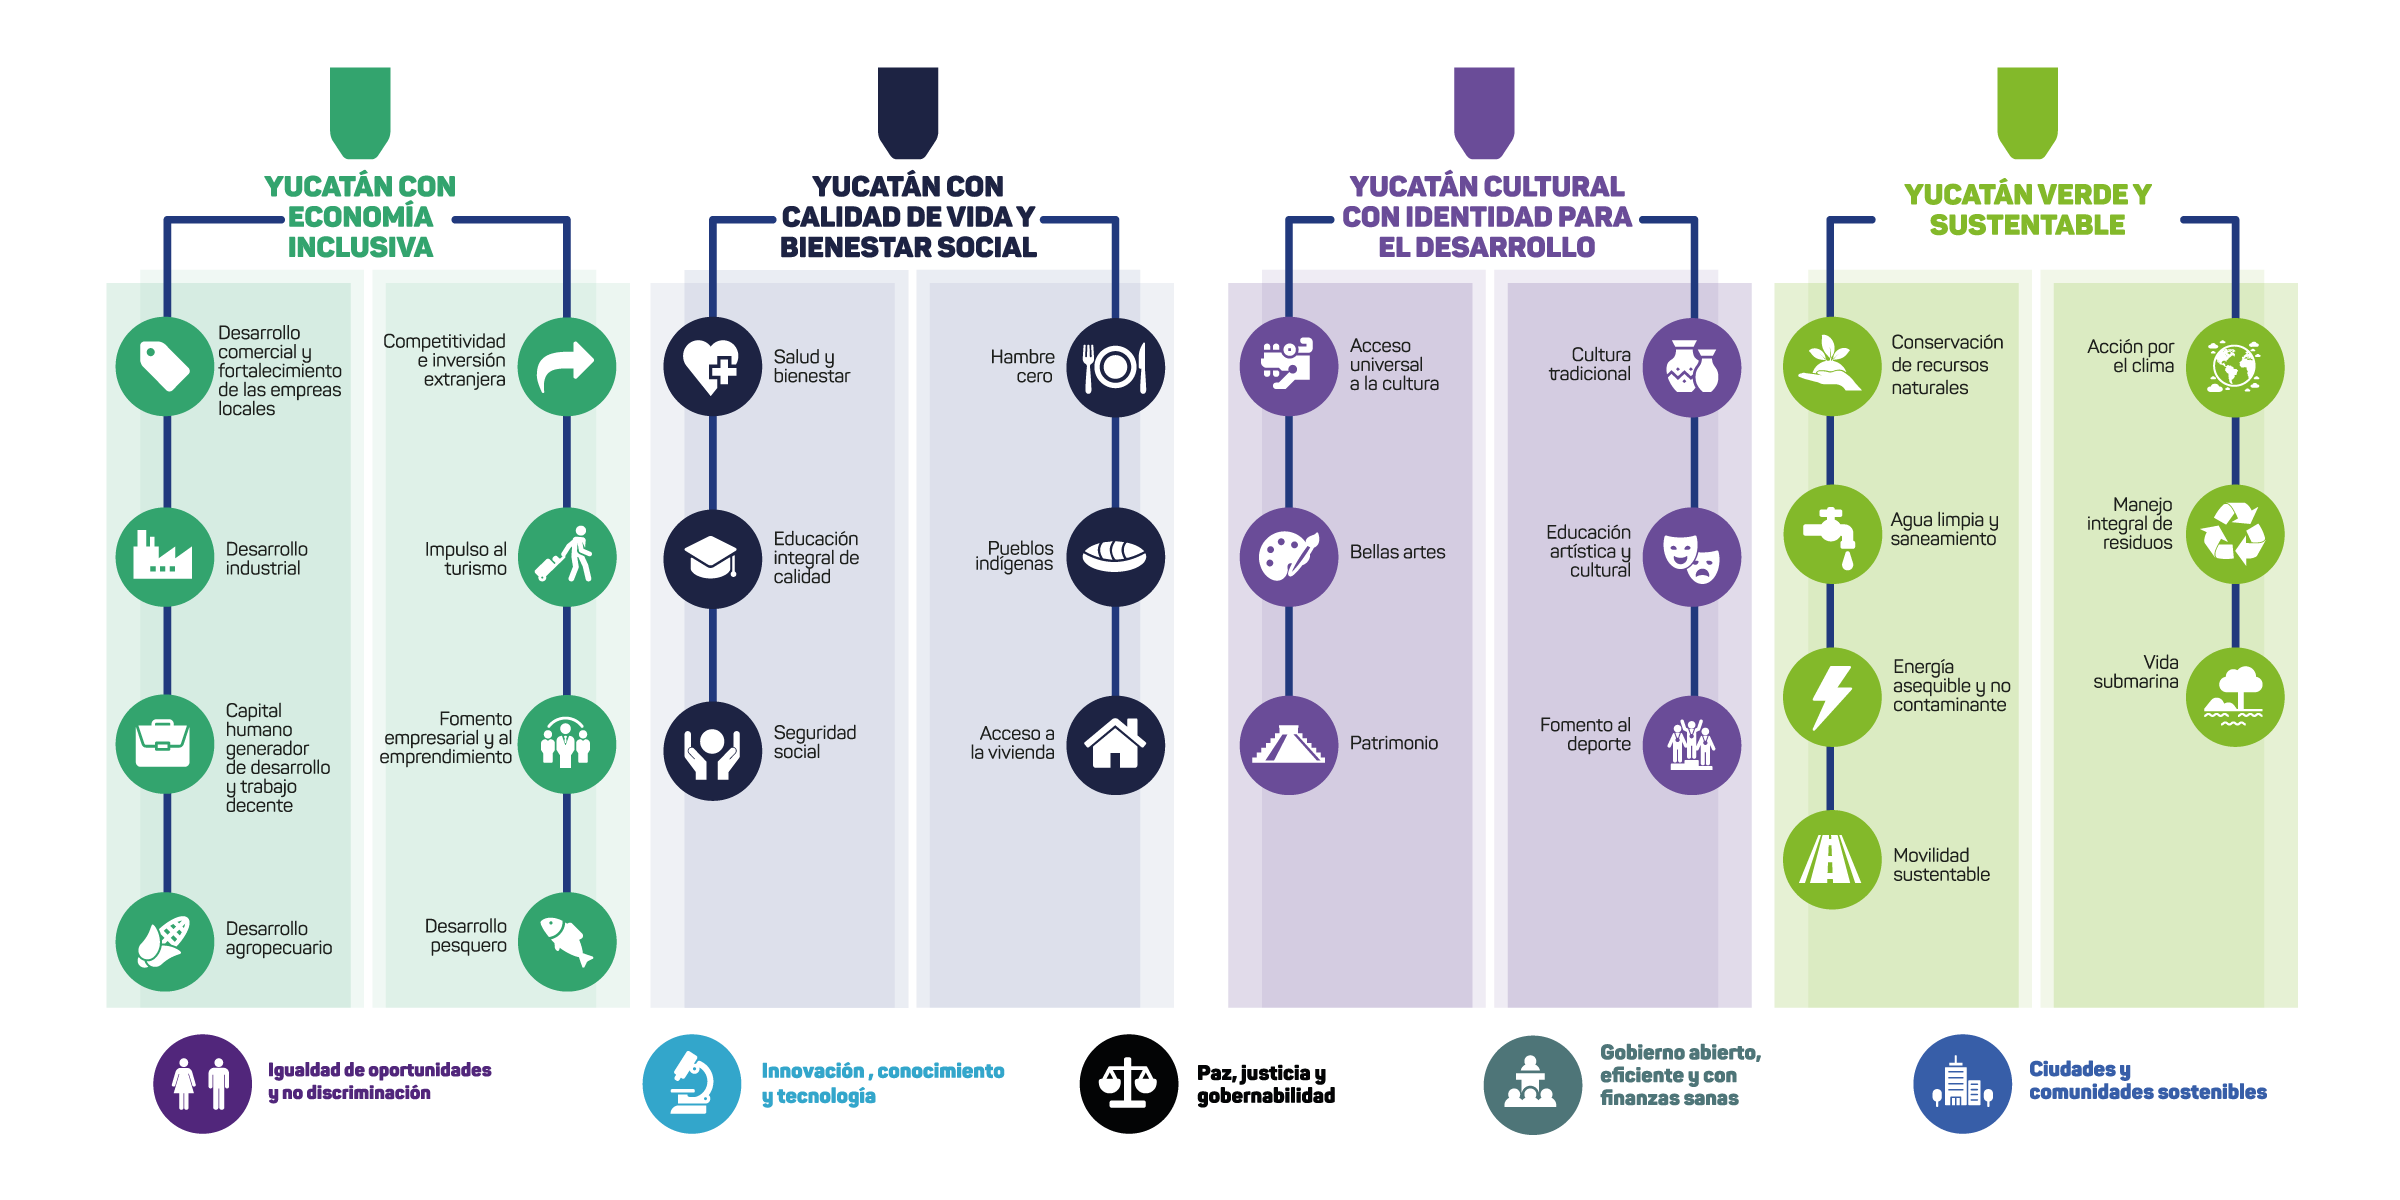 YUCATÁN CON
ECONOMÍA
INCLUSIVA
Desarrollo
comercial y
fortalecimiento
de las empreas
locales
Desarrollo
industrial
Capital
humano
generador
de desarrollo
y trabajo
decente
Desarrollo
agropecuario
Competitividad
e inversión
extranjera
Impulso al
turismo
Fomento
empresarial y al
emprendimiento
Desarrollo
pesquero
YUCATÁN CON
CALIDAD DE VIDA Y
BIENESTAR SOCIAL
Salud y
bienestar
Educación
integral de
calidad
Seguridad
social
Hambre
cero
Pueblos
indígenas
Acceso a
la vivienda
YUCATÁN CULTURAL
CON IDENTIDAD PARA
EL DESARROLLO
Acceso
universal
a la cultura
Bellas artes
Patrimonio
Cultura
tradicional
Educación
artística y
cultural
Fomento al
deporte
YUCATÁN VERDE Y
SUSTENTABLE
Conservación
de recursos
naturales
Agua limpia y
saneamiento
Energía
asequible y no
contaminante
Movilidad
sustentable
Acción por
el clima
Manejo
integral de
residuos
Vida
submarina
Igualdad de oportunidades
y no discriminación
Innovación , conocimiento
y tecnología
Paz, justicia y
gobernabilidad
Gobierno abierto,
eficiente y con
finanzas sanas
Ciudades y
comunidades sostenibles